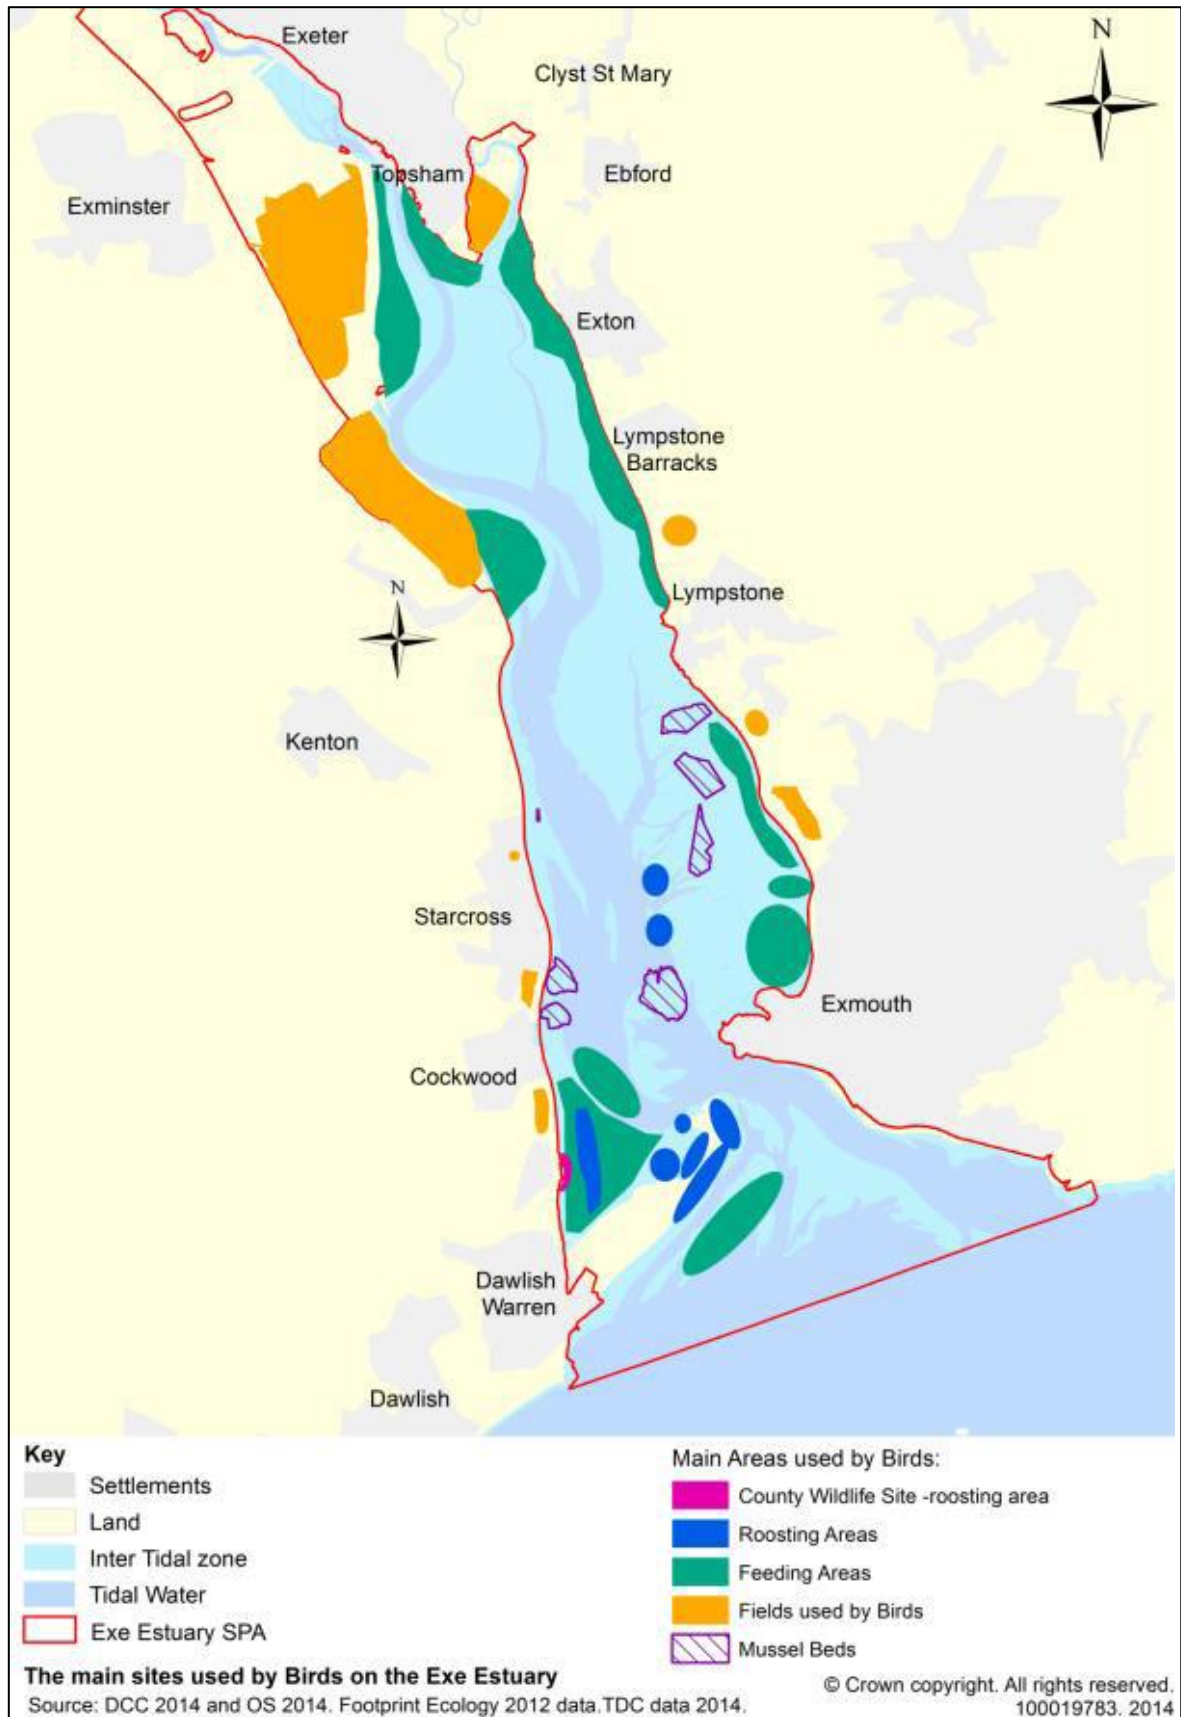 N
Exeter
Clyst St Mary
Topsham
Ebford
Exminster
Exton
Lympstone
Barracks
N
Lympstone
Kenton
Starcross
Exmouth
Cockwood
Dawlish
Warren
Dawlish
Key
Settlements
Land
Inter Tidal zone
Tidal Water
Exe Estuary SPA
Main Areas used by Birds:
County Wildlife Site -roosting area
Roosting Areas
Feeding Areas
Fields used by Birds
Mussel Beds
The main sites used by Birds on the Exe Estuary
Source: DCC 2014 and OS 2014. Footprint Ecology 2012 data.TDC data 2014.
© Crown copyright. All rights reserved.
100019783. 2014